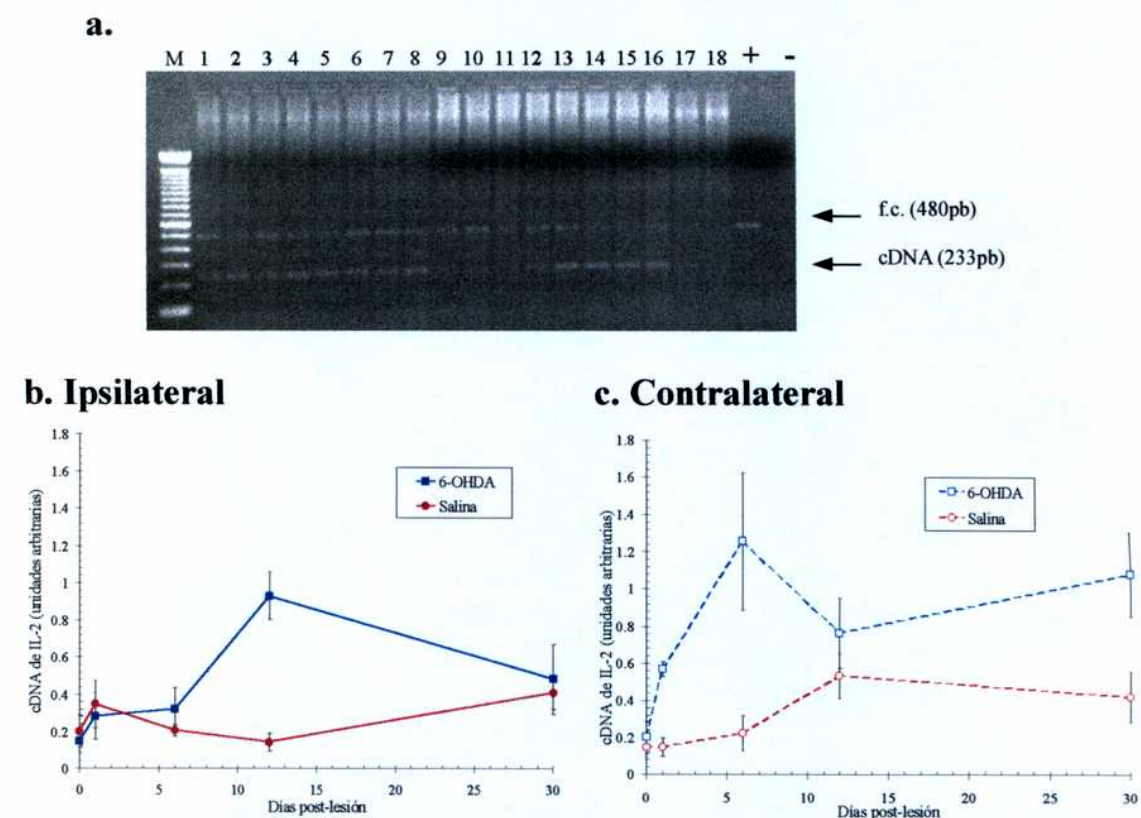 a.
M 1 2 3 4 5 6 7 8 9 10 11 12 13 14 15 16 17 18 + -
f.c. (480pb)
cDNA (233pb)
b. Ipsilateral
c. Contralateral
cDNA de IL-2 (unidades arbitrarias)
1.8
1.6
1.4
1.2
1
0.8
0.6
0.4
0.2
0
6-OHDA
Salina
0 5 10 15 20 25 30
Días post-lesión
cDNA de IL-2 (unidades arbitrarias)
1.8
1.6
1.4
1.2
1
0.8
0.6
0.4
0.2
0
6-OHDA
Salina
0 5 10 15 20 25 30
Días post-lesión